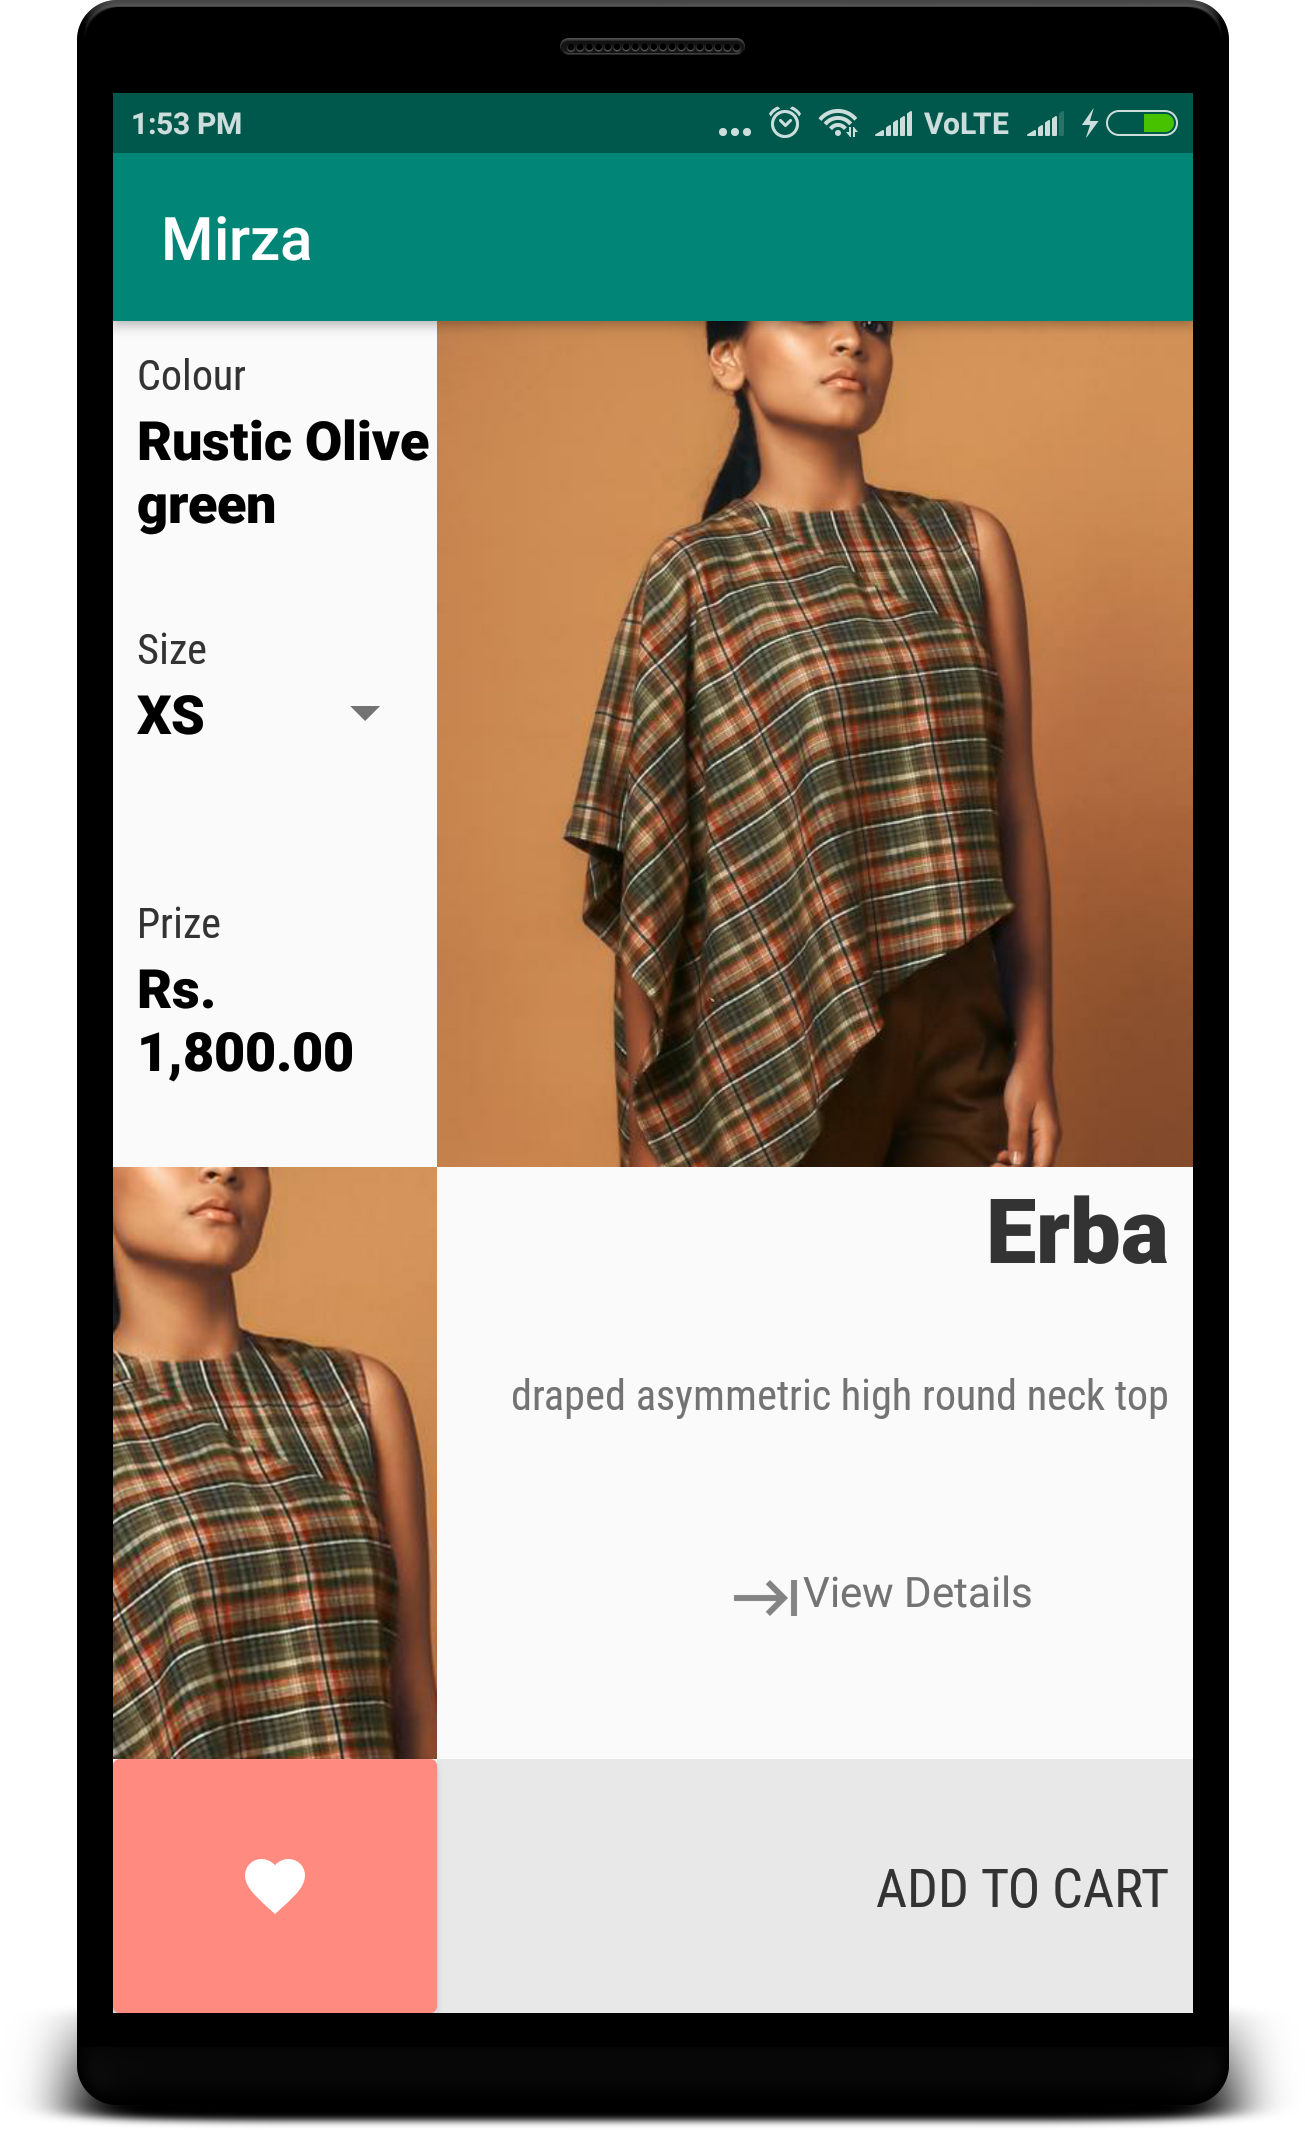 1:53 PM
VoLTE
Mirza
Colour
Rustic Olive
green
Size
XS
Prize
Rs.
1,800.00
Erba
draped asymmetric high round neck top
View Details
ADD TO CART